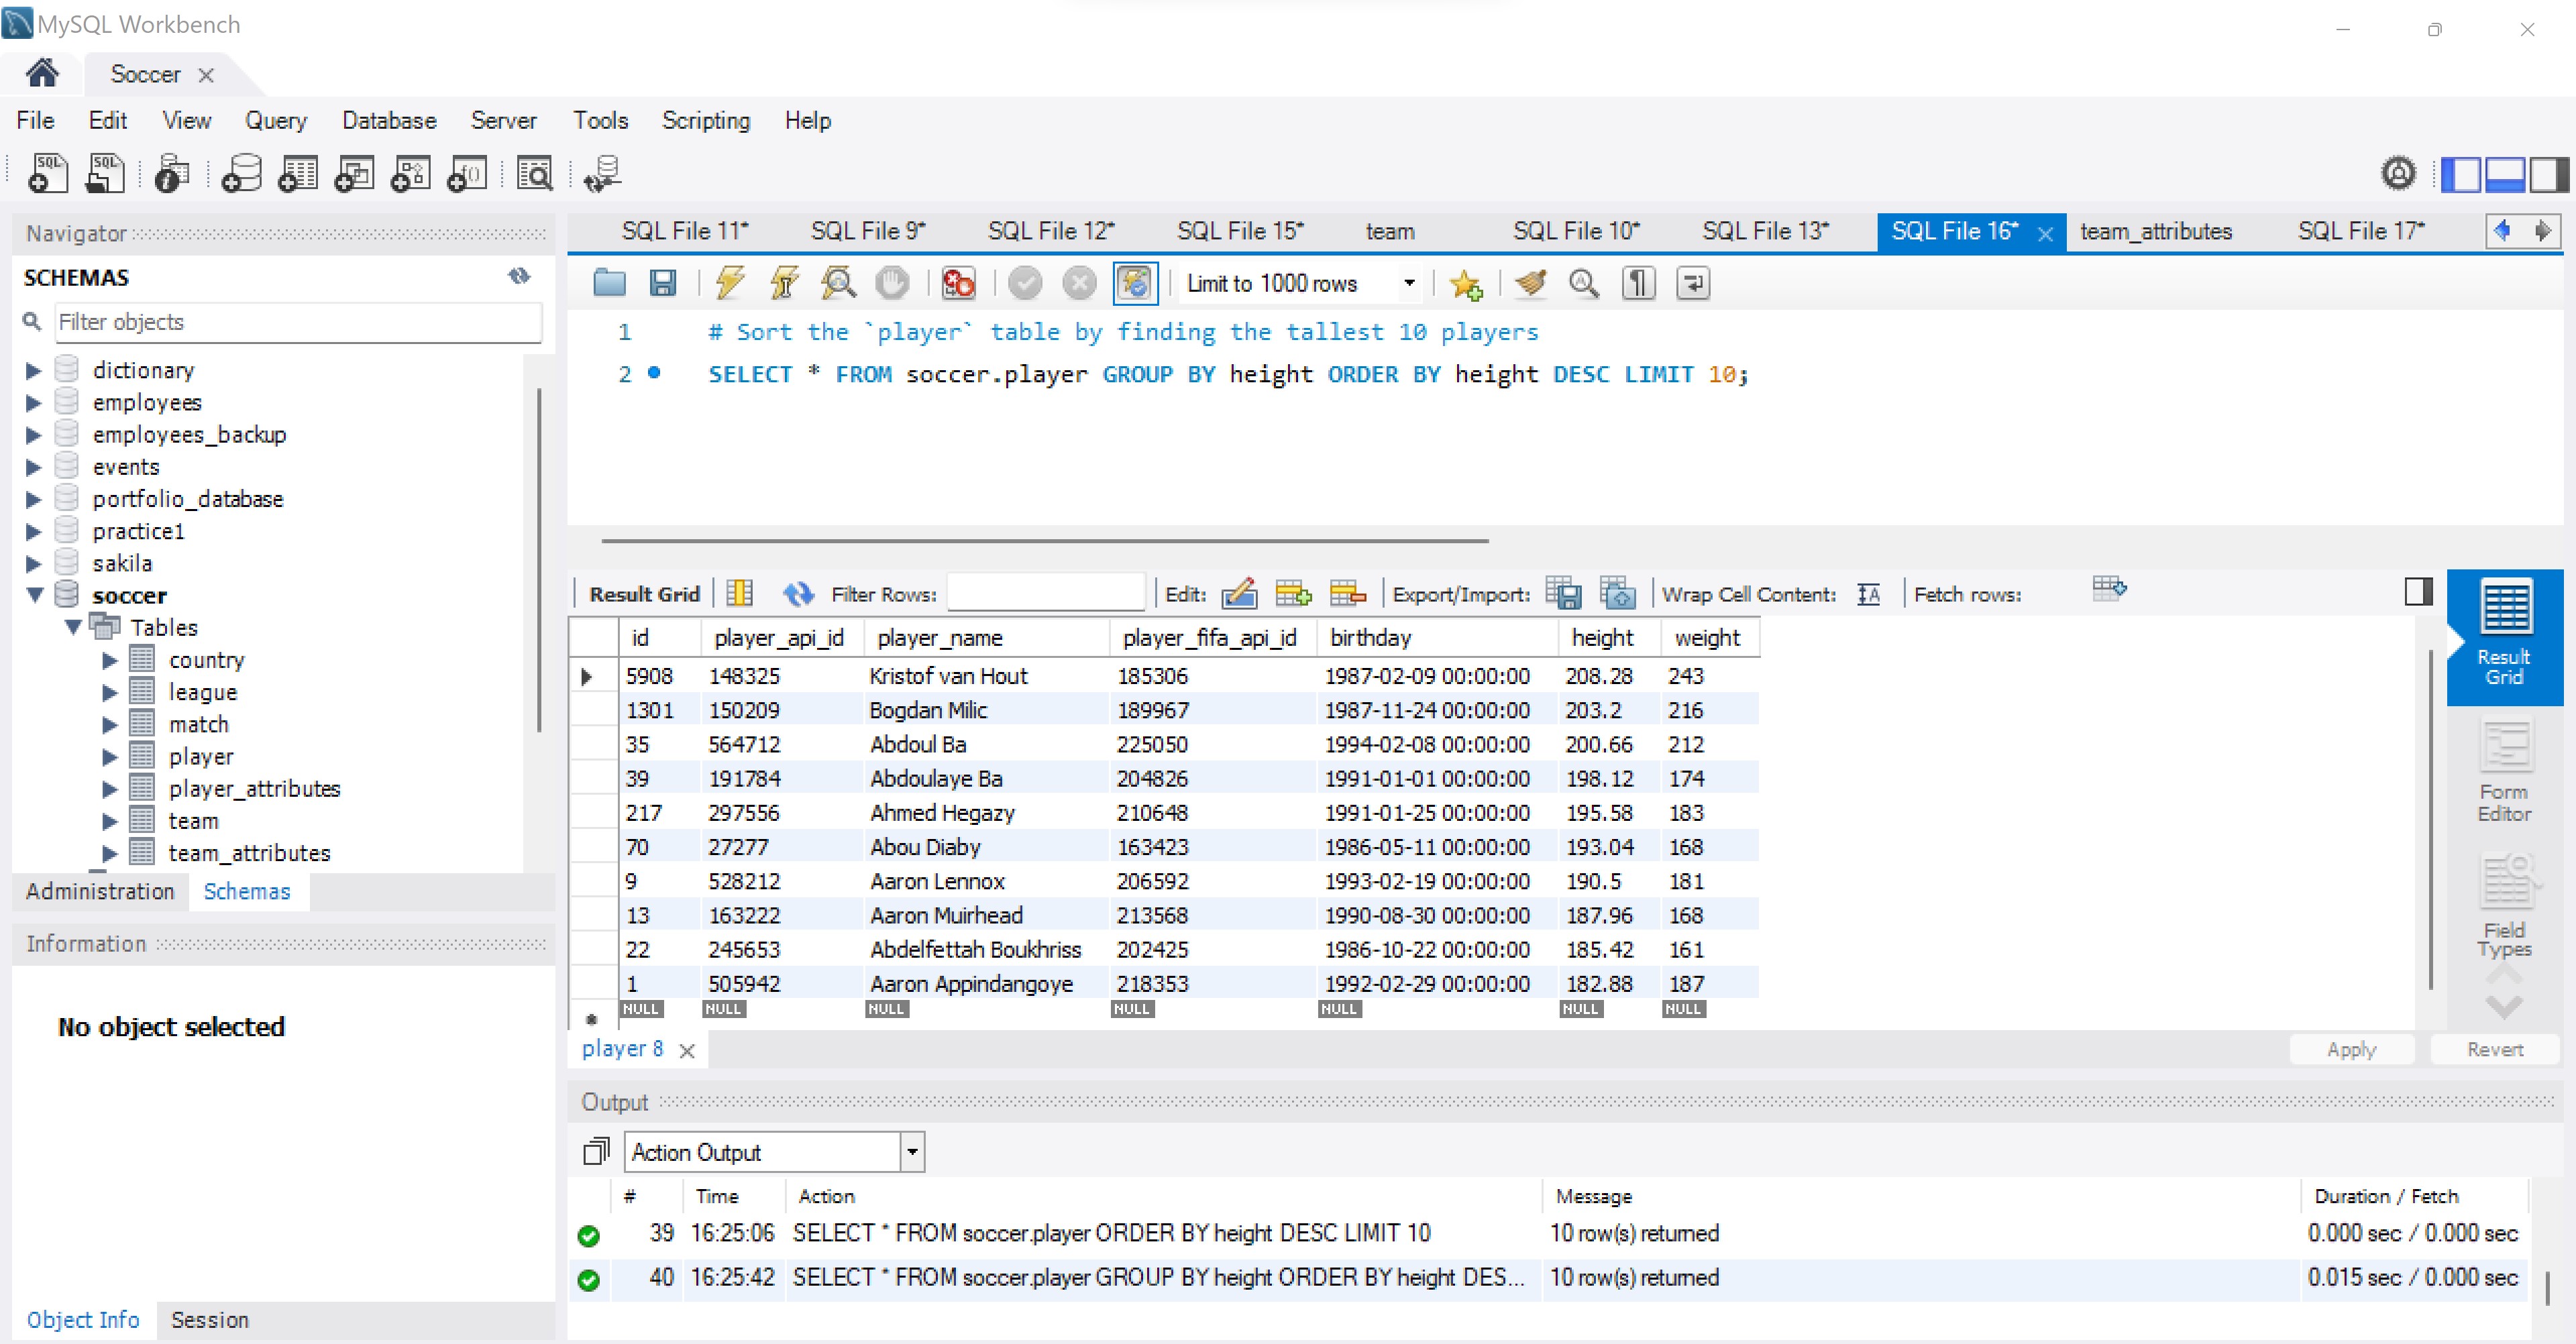 MySQL Workbench
Soccer
File Edit View Query Database Server Tools Scripting Help
Navigator
SCHEMAS
Filter objects
dictionary
employees
employees_backup
events
portfolio_database
practice1
sakila
soccer
Tables
country
league
match
player
player_attributes
team
team_attributes
Administration Schemas
Information
No object selected
Object Info Session
SQL File 11* SQL File 9* SQL File 12* SQL File 15* team SQL File 10* SQL File 13* SQL File 16* team_attributes SQL File 17*
Limit to 1000 rows
1 # Sort the `player` table by finding the tallest 10 players
2 SELECT * FROM soccer.player GROUP BY height ORDER BY height DESC LIMIT 10;
Result Grid Filter Rows: Edit: Export/Import: Wrap Cell Content: Fetch rows:
id player_api_id player_name player_fifa_api_id birthday height weight
5908 148325 Kristof van Hout 185306 1987-02-09 00:00:00 208.28 243
1301 150209 Bogdan Milic 189967 1987-11-24 00:00:00 203.2 216
35 564712 Abdoul Ba 225050 1994-02-08 00:00:00 200.66 212
39 191784 Abdoulaye Ba 204826 1991-01-01 00:00:00 198.12 174
217 297556 Ahmed Hegazy 210648 1991-01-25 00:00:00 195.58 183
70 27277 Abou Diaby 163423 1986-05-11 00:00:00 193.04 168
9 528212 Aaron Lennox 206592 1993-02-19 00:00:00 190.5 181
13 163222 Aaron Muirhead 213568 1990-08-30 00:00:00 187.96 168
22 245653 Abdelfettah Boukhriss 202425 1986-10-22 00:00:00 185.42 161
1 505942 Aaron Appindangoye 218353 1992-02-29 00:00:00 182.88 187
NULL NULL NULL NULL NULL NULL NULL
Result
Grid
Form
Editor
Field
Types
player 8
Apply Revert
Output
Action Output
# Time Action Message Duration / Fetch
39 16:25:06 SELECT * FROM soccer.player ORDER BY height DESC LIMIT 10 10 row(s) returned 0.000 sec / 0.000 sec
40 16:25:42 SELECT * FROM soccer.player GROUP BY height ORDER BY height DES... 10 row(s) returned 0.015 sec / 0.000 sec